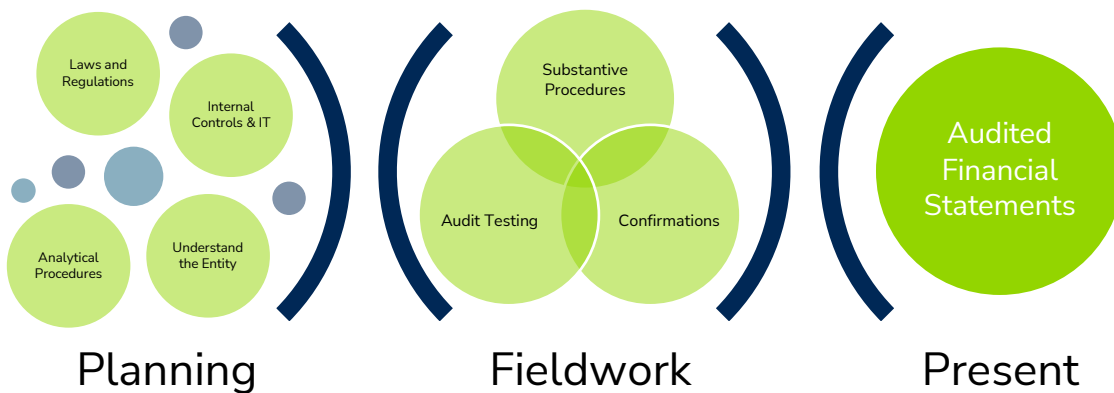 Laws and
Regulations
Internal
Controls & IT
Analytical
Procedures
Understand
the Entity
Planning
Substantive
Procedures
Audit Testing
Confirmations
Fieldwork
Audited
Financial
Statements
Present